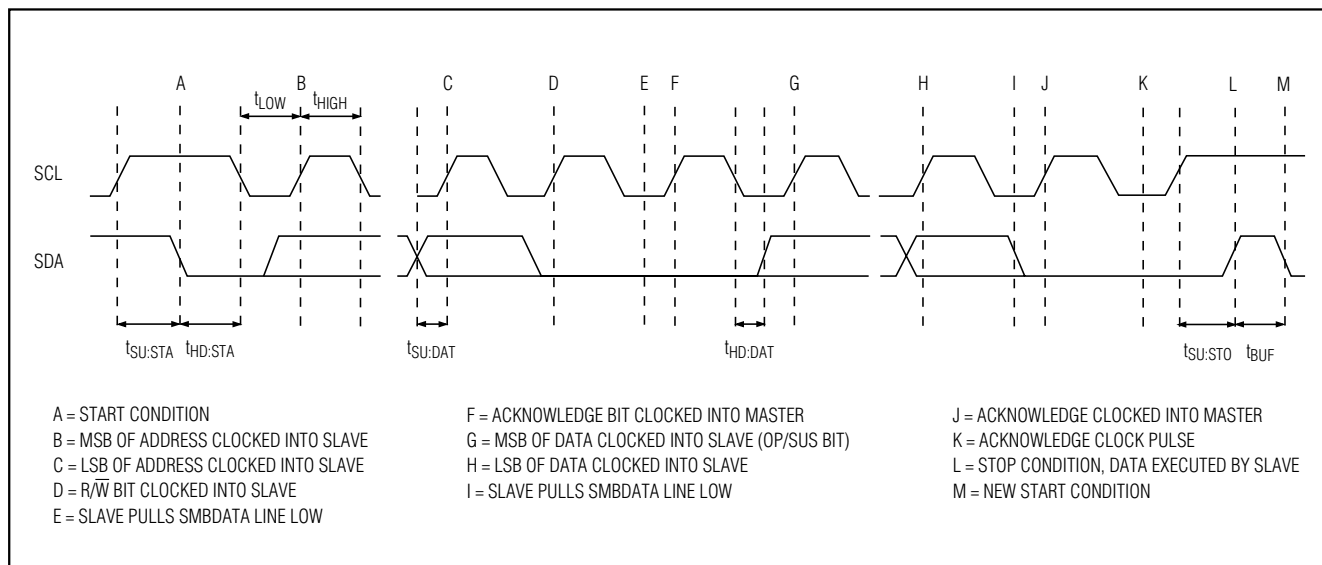 A B C D E F G H I J K L M
tLOW tHIGH
SCL
SDA
tSU:STA tHD:STA tSU:DAT tHD:DAT tSU:STO tBUF
A = START CONDITION
B = MSB OF ADDRESS CLOCKED INTO SLAVE
C = LSB OF ADDRESS CLOCKED INTO SLAVE
D = R/W̅ BIT CLOCKED INTO SLAVE
E = SLAVE PULLS SMBDATA LINE LOW
F = ACKNOWLEDGE BIT CLOCKED INTO MASTER
G = MSB OF DATA CLOCKED INTO SLAVE (OP/SUS BIT)
H = LSB OF DATA CLOCKED INTO SLAVE
I = SLAVE PULLS SMBDATA LINE LOW
J = ACKNOWLEDGE CLOCKED INTO MASTER
K = ACKNOWLEDGE CLOCK PULSE
L = STOP CONDITION, DATA EXECUTED BY SLAVE
M = NEW START CONDITION